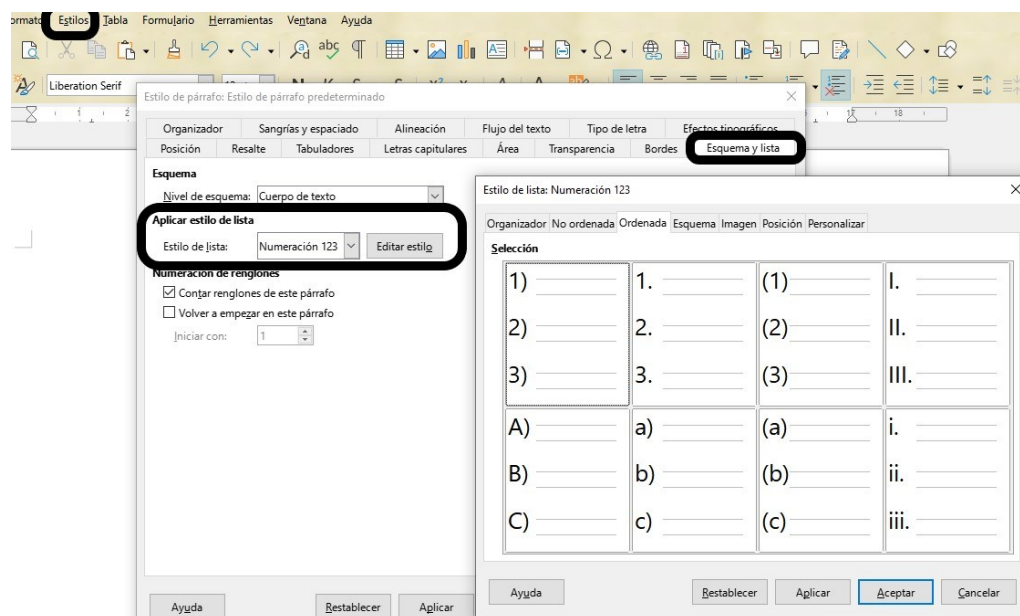 Estilos Tabla Formulario Herramientas Ventana Ayuda
Liberation Serif
Estilo de párrafo: Estilo de párrafo predeterminado
Organizador Sangrías y espaciado Alineación Flujo del texto Tipo de letra Efectos tipográficos
Posición Resalte Tabuladores Letras capitulares Área Transparencia Bordes Esquema y lista
Esquema
Nivel de esquema: Cuerpo de texto
Aplicar estilo de lista
Estilo de lista: Numeración 123 Editar estilo
Numeración de renglones
Contar renglones de este párrafo
Volver a empezar en este párrafo
Iniciar con: 1
Ayuda Restablecer Aplicar
Estilo de lista: Numeración 123
Organizador No ordenada Ordenada Esquema Imagen Posición Personalizar
Selección
1) 1. (1) I.
2) 2. (2) II.
3) 3. (3) III.
A) a) (a) i.
B) b) (b) ii.
C) c) (c) iii.
Ayuda Restablecer Aplicar Aceptar Cancelar